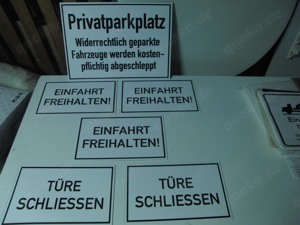 Privatparkplatz
Widerrechtlich geparkte
Fahrzeuge werden kosten-
pflichtig abgeschleppt
EINFAHRT
FREIHALTEN!
EINFAHRT
FREIHALTEN!
EINFAHRT
FREIHALTEN!
TÜRE
SCHLIESSEN
TÜRE
SCHLIESSEN